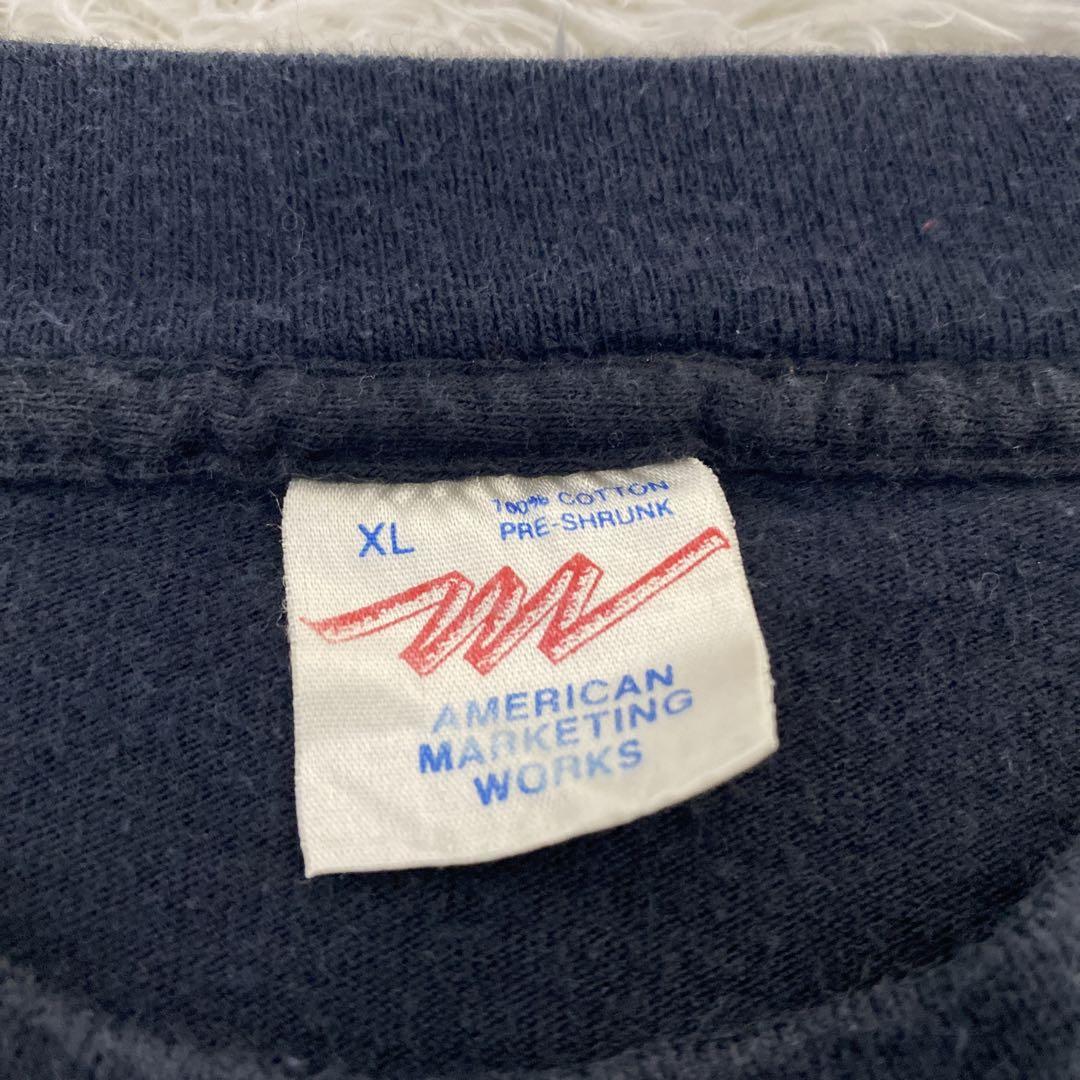 XL
100% COTTON
PRE-SHRUNK
AMERICAN
MARKETING
WORKS